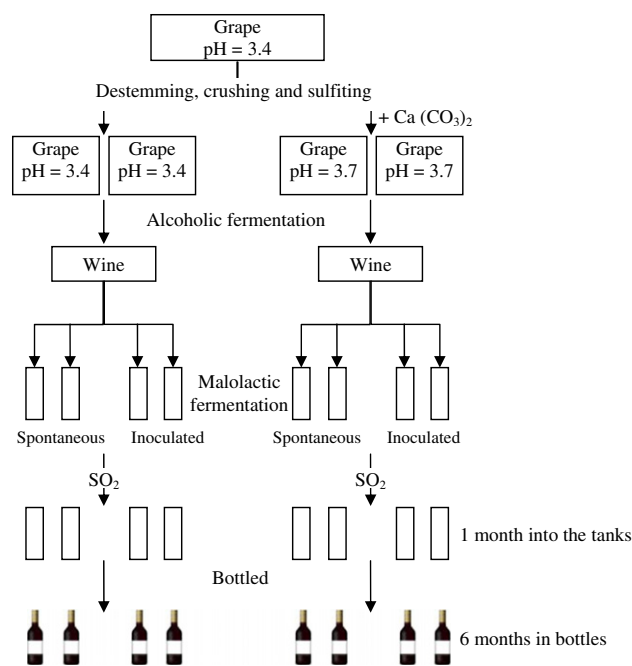 Grape
pH = 3.4
Destemming, crushing and sulfiting
+ Ca (CO₃)₂
Grape
pH = 3.4
Grape
pH = 3.4
Grape
pH = 3.7
Grape
pH = 3.7
Alcoholic fermentation
Wine
Wine
Malolactic
fermentation
Spontaneous
Inoculated
Spontaneous
Inoculated
SO₂
SO₂
1 month into the tanks
Bottled
6 months in bottles